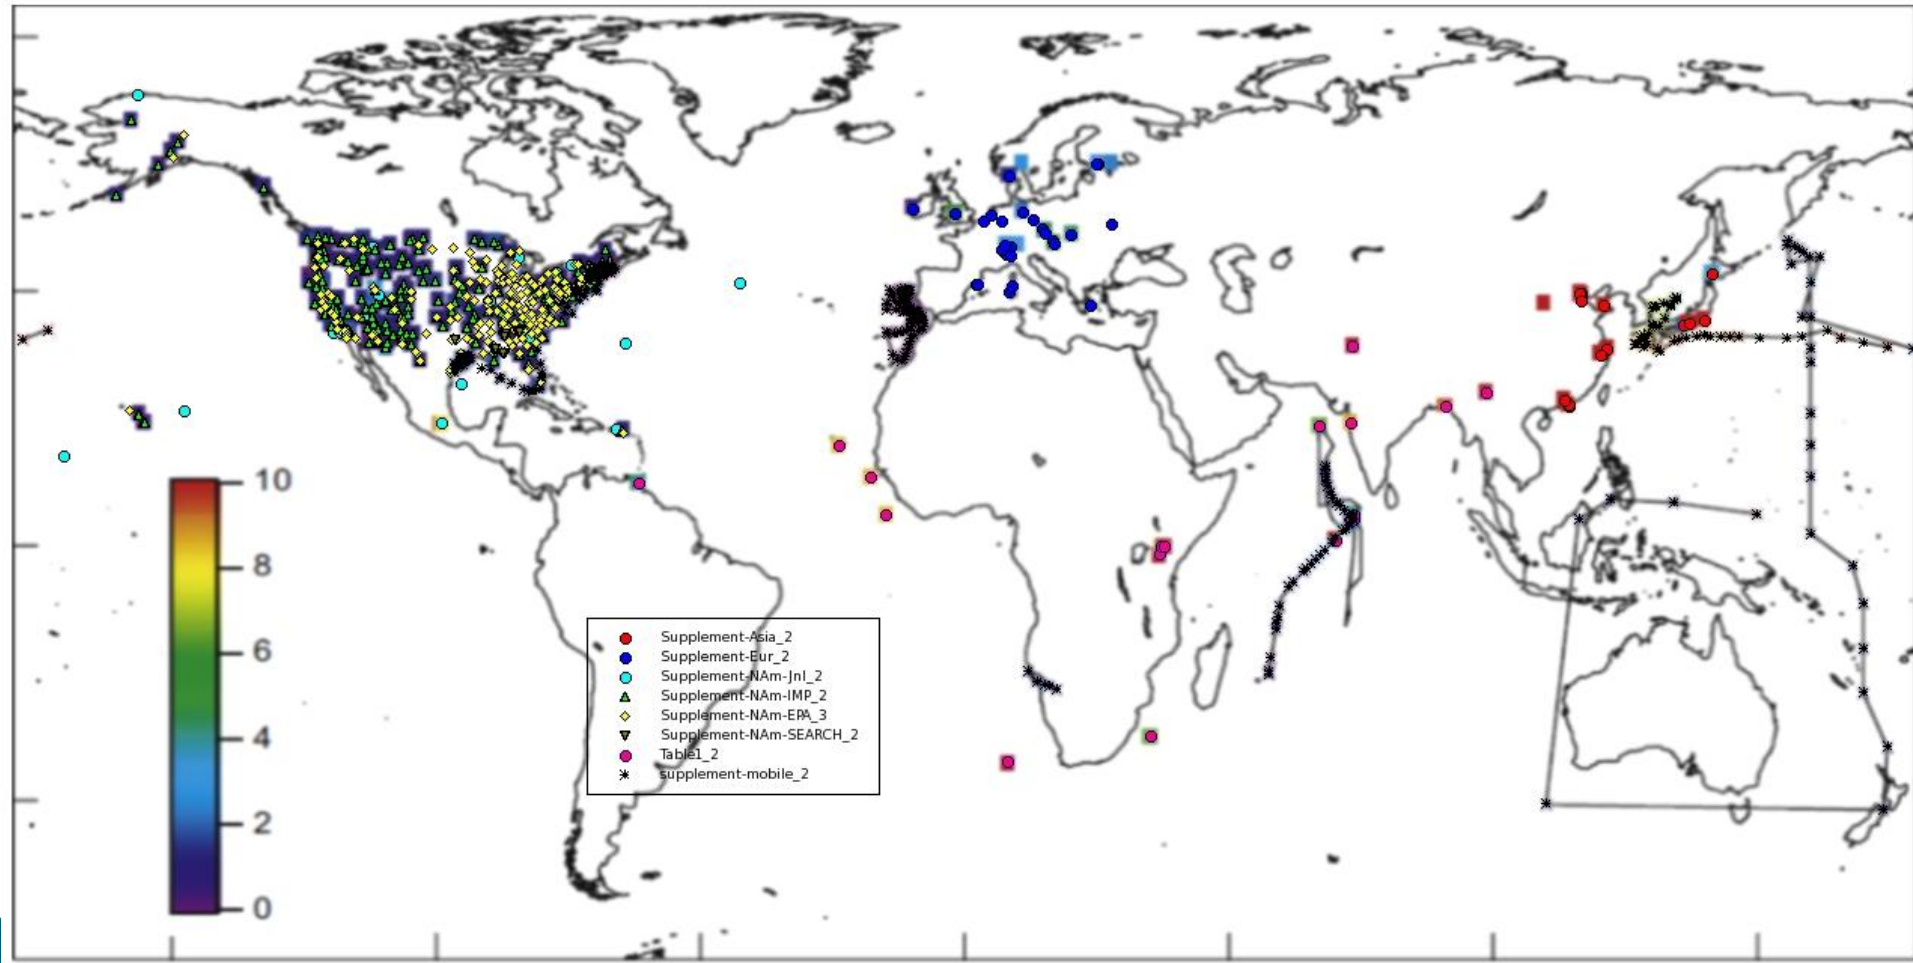 10
8
6
4
2
0
Supplement-Asia_2
Supplement-Eur_2
Supplement-NAm-Jnl_2
Supplement-NAm-IMP_2
Supplement-NAm-EPA_3
Supplement-NAm-SEARCH_2
Table1_2
supplement-mobile_2